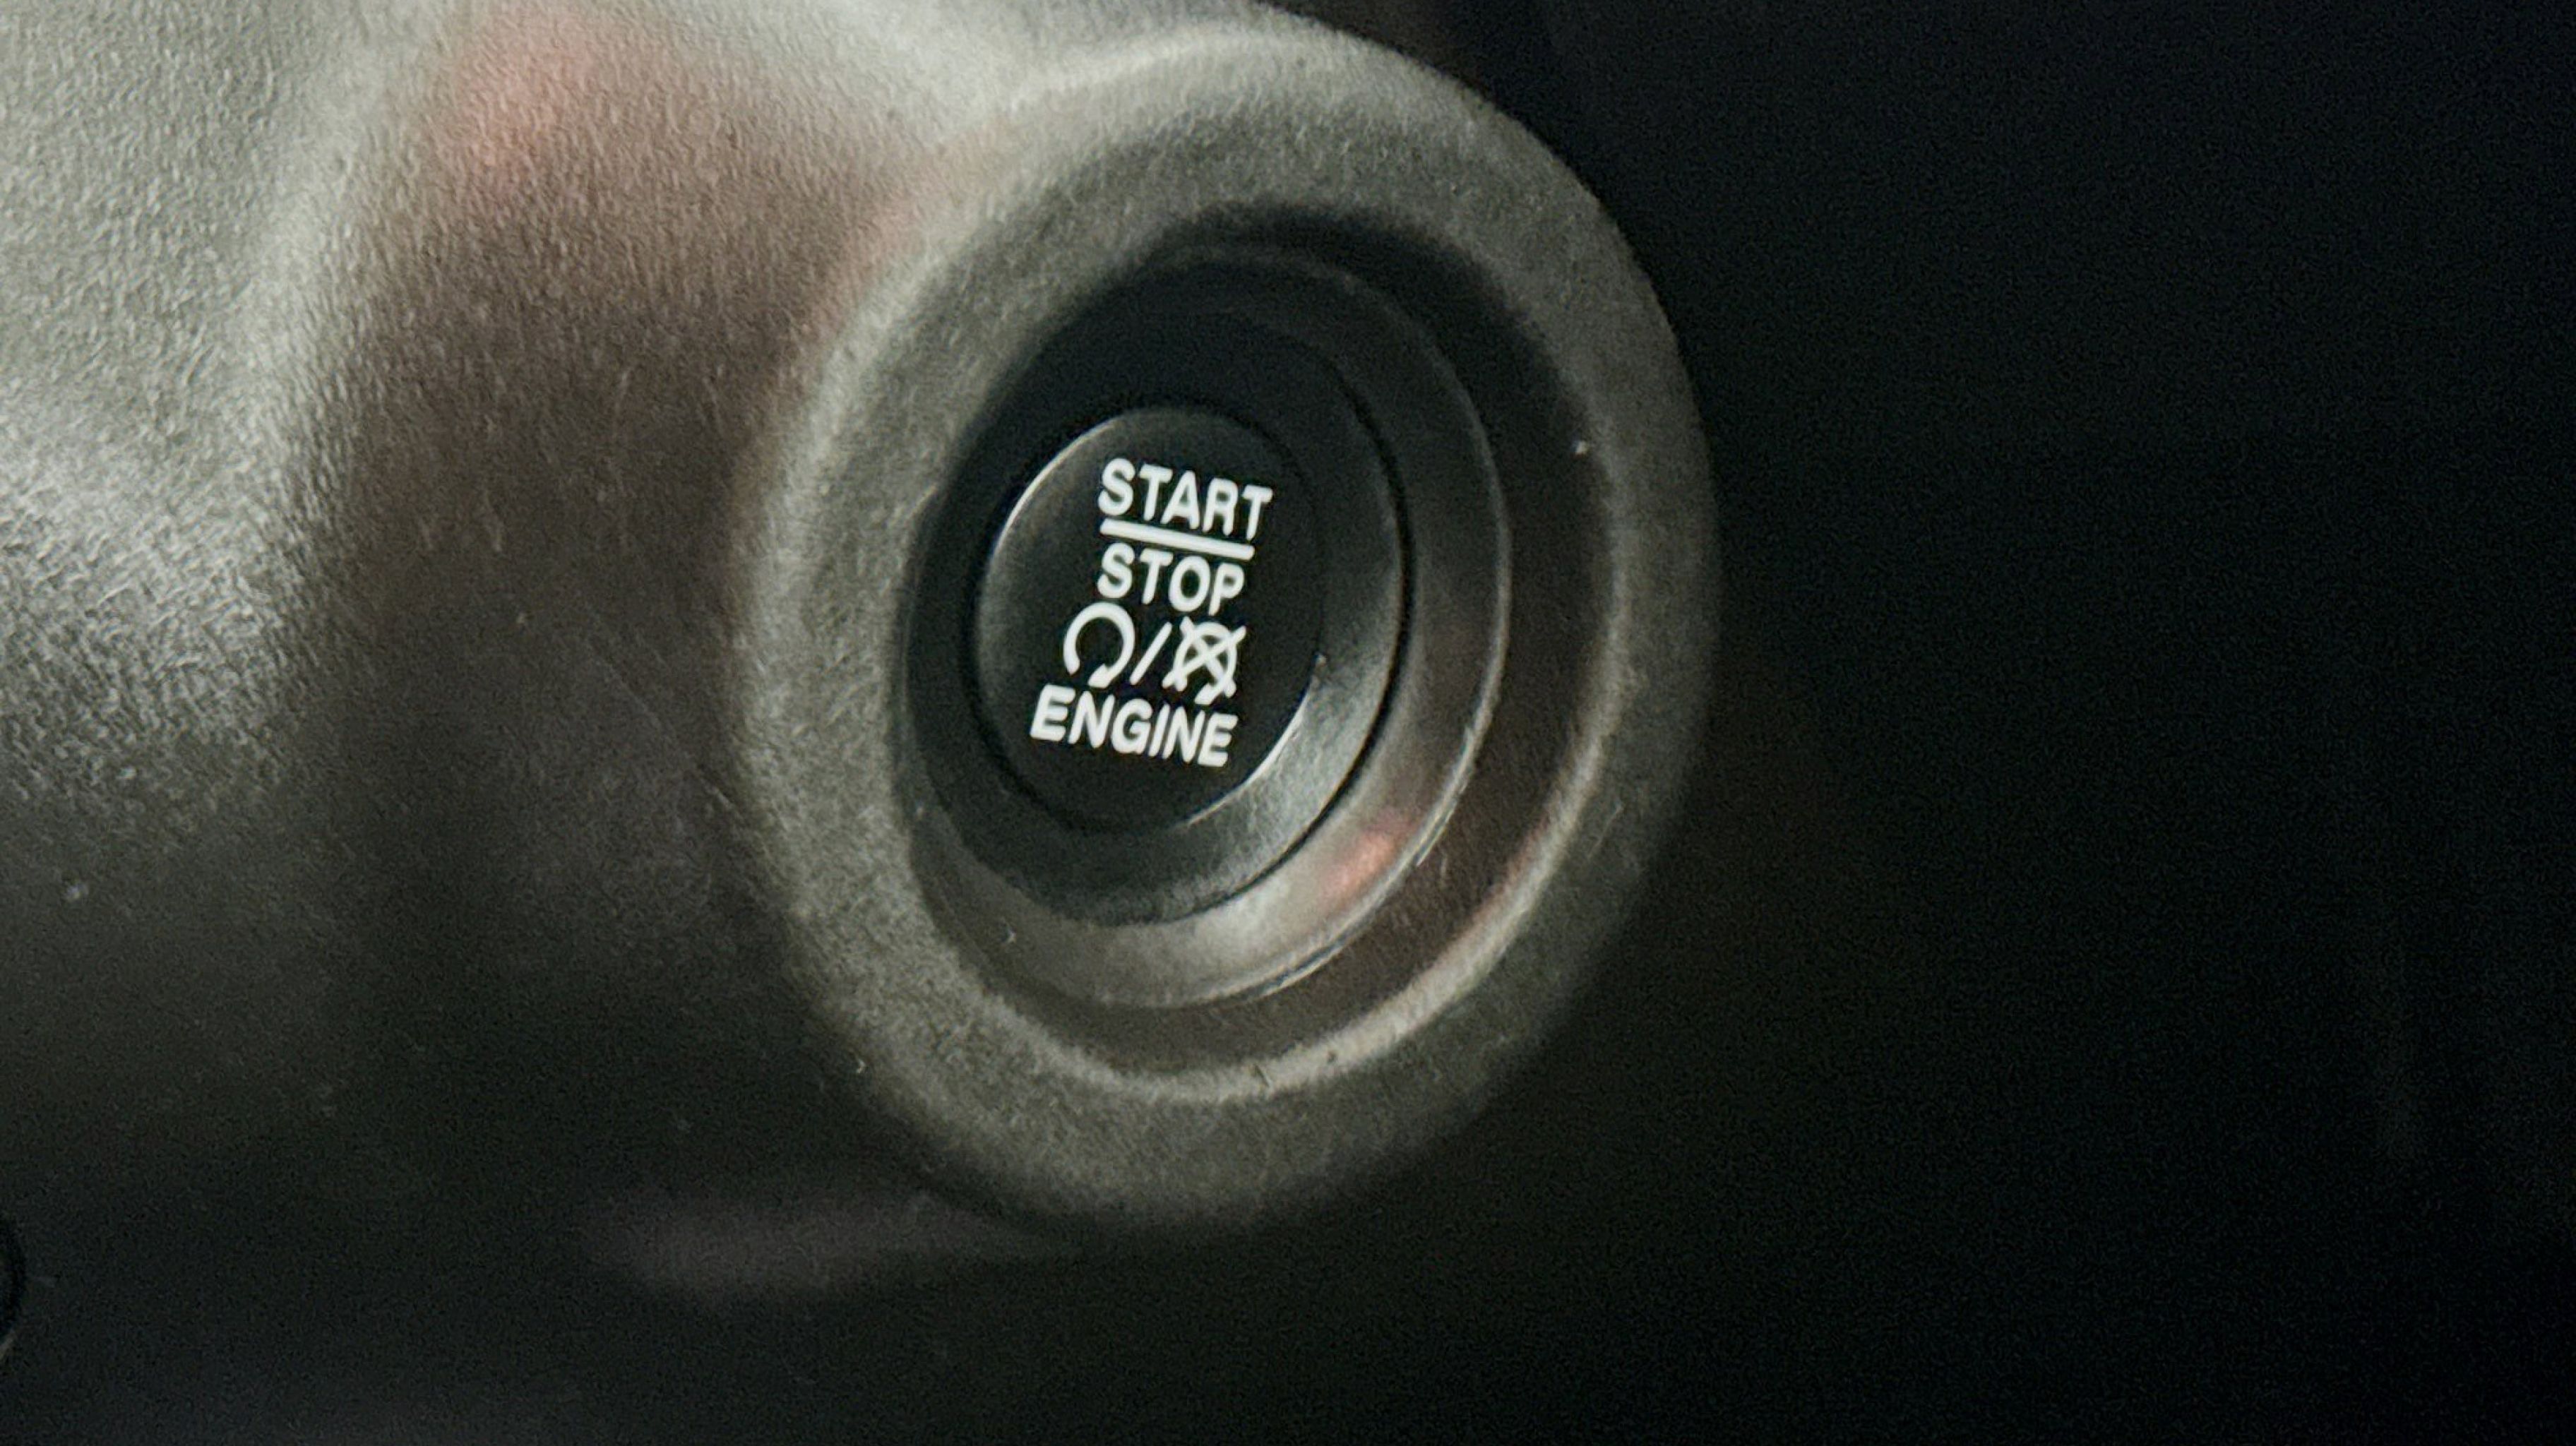 START
STOP
/
ENGINE